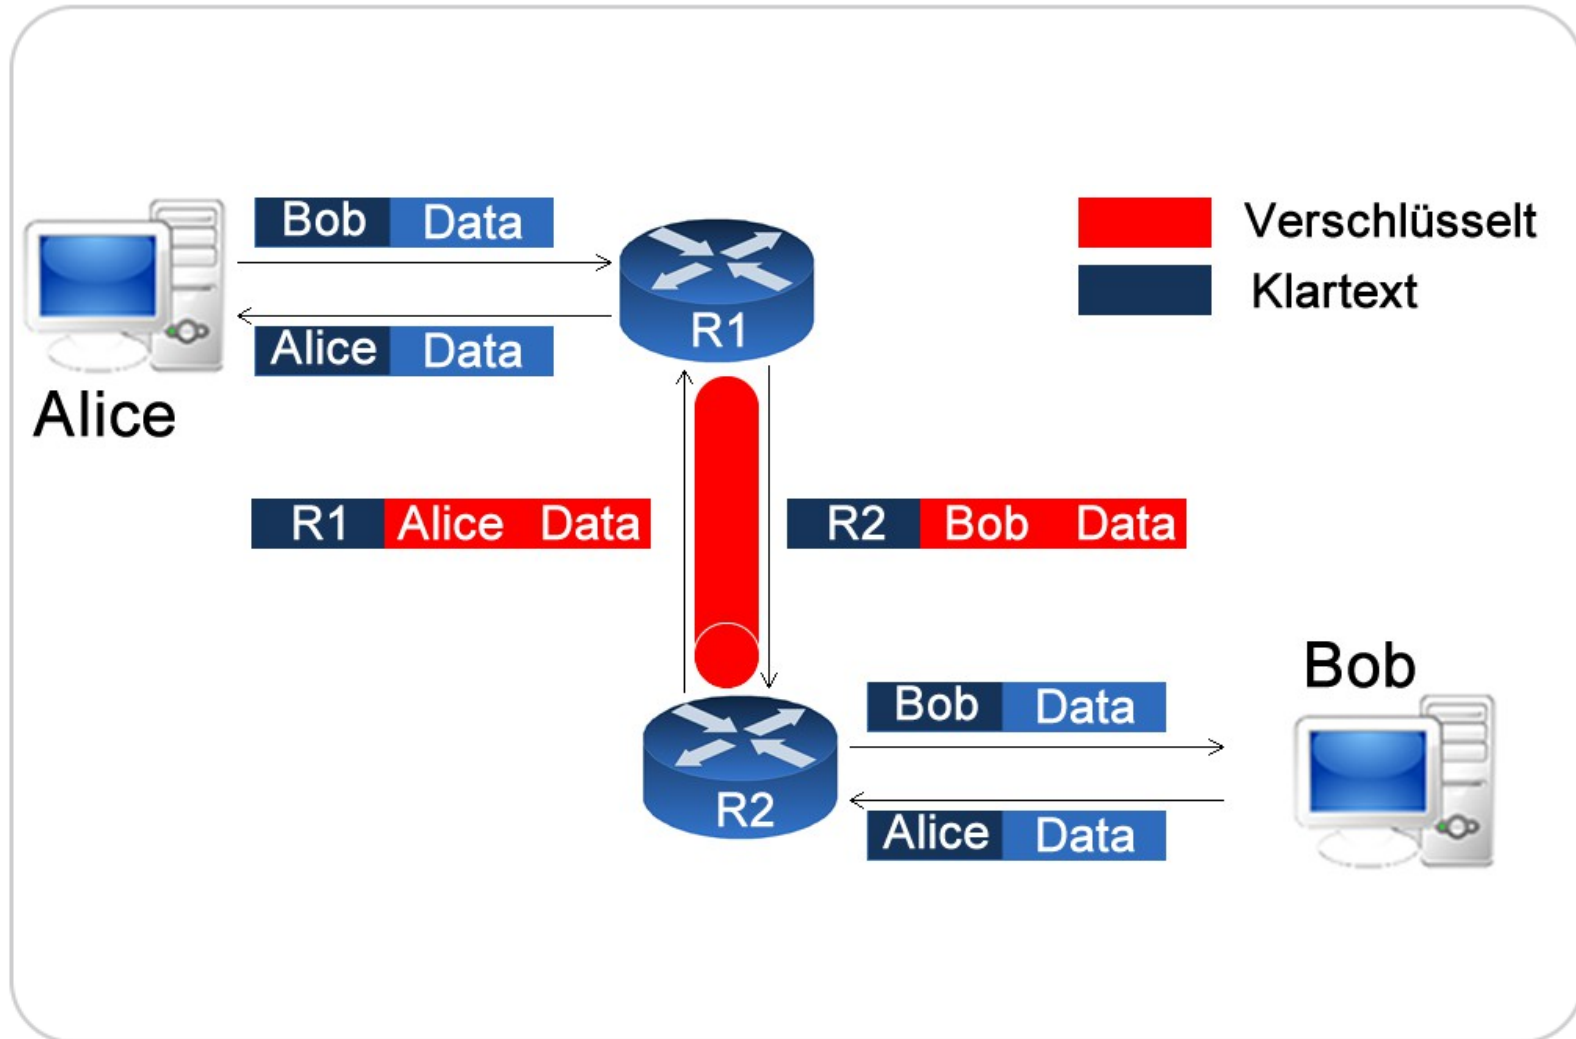 Bob Data
Verschlüsselt
Klartext
R1
Alice Data
Alice
R1 Alice Data
R2 Bob Data
Bob
Bob Data
R2
Alice Data